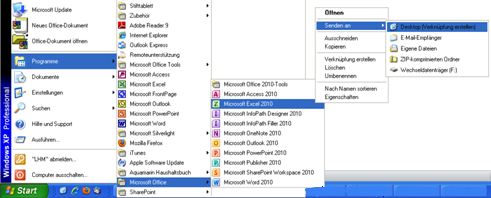 Microsoft Update
Neues Office-Dokument
Office-Dokument öffnen
Programme
Dokumente
Einstellungen
Suchen
Hilfe und Support
Ausführen...
"LHM" abmelden...
Computer ausschalten...
Windows XP Professional
Start
Stifttablett
Zubehör
Adobe Reader 9
Internet Explorer
Outlook Express
Remoteunterstützung
Microsoft Office Tools
Microsoft Access
Microsoft Excel
Microsoft FrontPage
Microsoft Outlook
Microsoft PowerPoint
Microsoft Word
Microsoft Silverlight
Mozilla Firefox
iTunes
Apple Software Update
Aquamarin Haushaltsbuch
Microsoft Office
SharePoint
Microsoft Office 2010-Tools
Microsoft Access 2010
Microsoft Excel 2010
Microsoft InfoPath Designer 2010
Microsoft InfoPath Filler 2010
Microsoft OneNote 2010
Microsoft Outlook 2010
Microsoft PowerPoint 2010
Microsoft Publisher 2010
Microsoft SharePoint Workspace 2010
Microsoft Word 2010
Öffnen
Senden an
Ausschneiden
Kopieren
Verknüpfung erstellen
Löschen
Umbenennen
Nach Namen sortieren
Eigenschaften
Desktop (Verknüpfung erstellen)
E-Mail-Empfänger
Eigene Dateien
ZIP-komprimierten Ordner
Wechseldatenträger (F:)